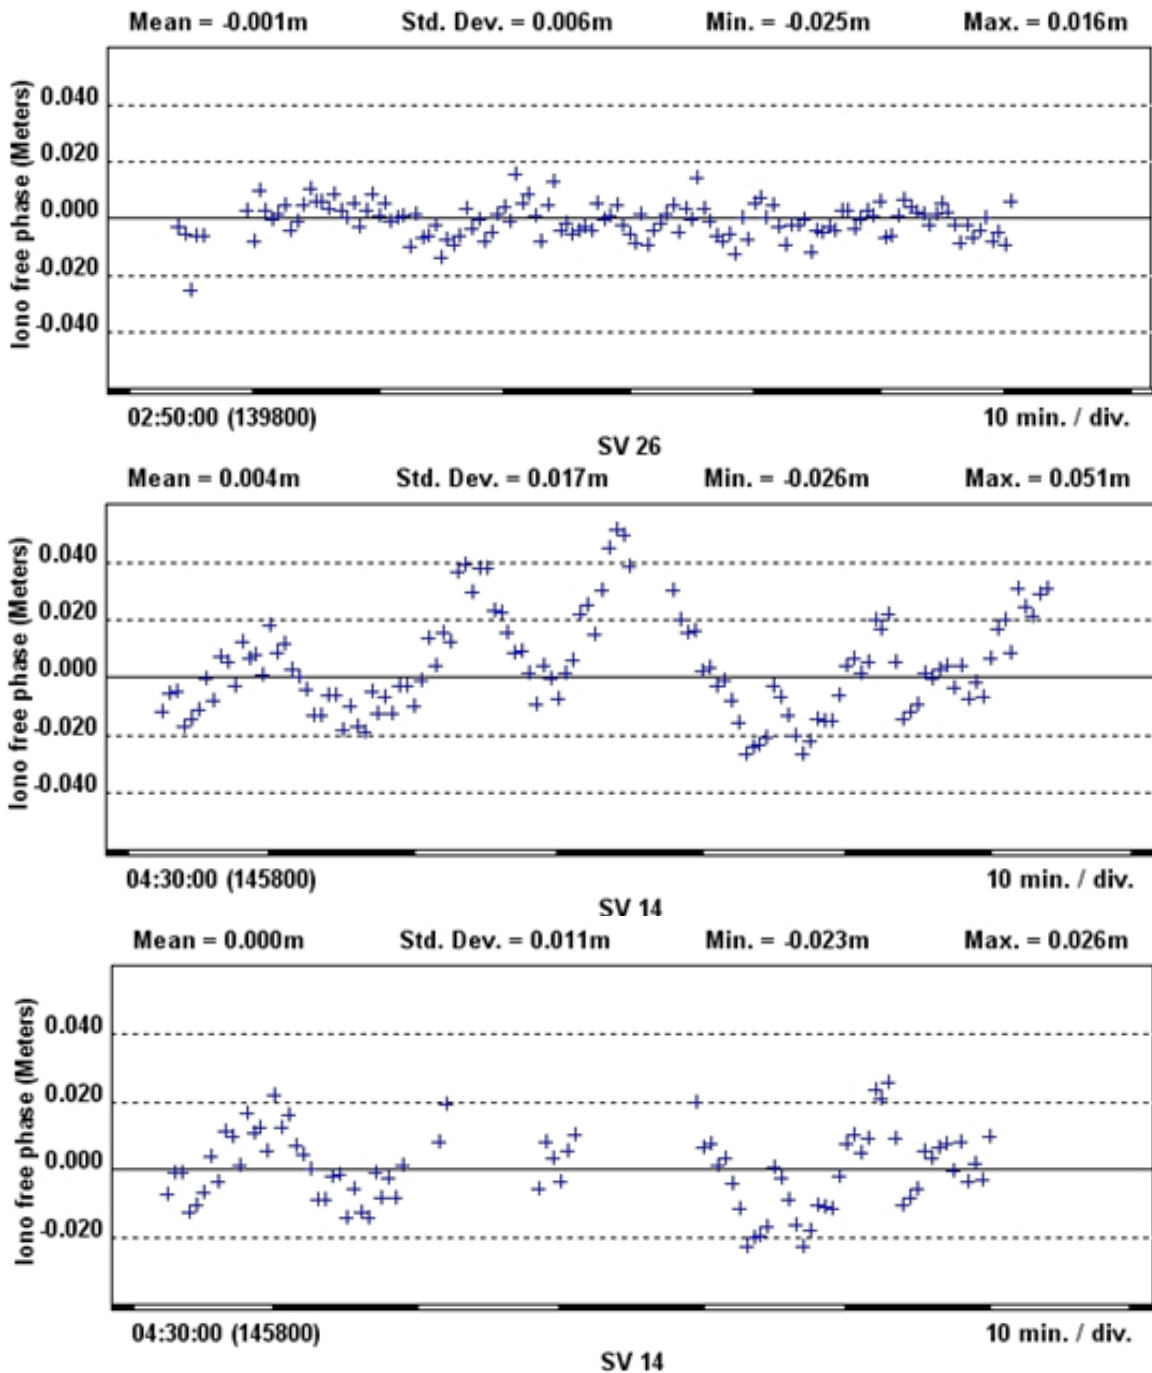 Mean = -0.001m Std. Dev. = 0.006m Min. = -0.025m Max. = 0.016m
Iono free phase (Meters)
0.040
0.020
0.000
-0.020
-0.040
02:50:00 (139800) 10 min. / div.
SV 26
Mean = 0.004m Std. Dev. = 0.017m Min. = -0.026m Max. = 0.051m
Iono free phase (Meters)
0.040
0.020
0.000
-0.020
-0.040
04:30:00 (145800) 10 min. / div.
SV 14
Mean = 0.000m Std. Dev. = 0.011m Min. = -0.023m Max. = 0.026m
Iono free phase (Meters)
0.040
0.020
0.000
-0.020
04:30:00 (145800) 10 min. / div.
SV 14